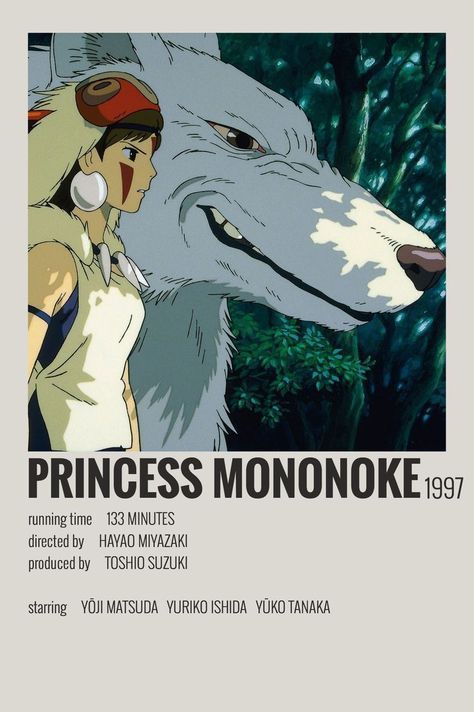 PRINCESS MONONOKE 1997
running time 133 MINUTES
directed by HAYAO MIYAZAKI
produced by TOSHIO SUZUKI
starring YŌJI MATSUDA YURIKO ISHIDA YŪKO TANAKA